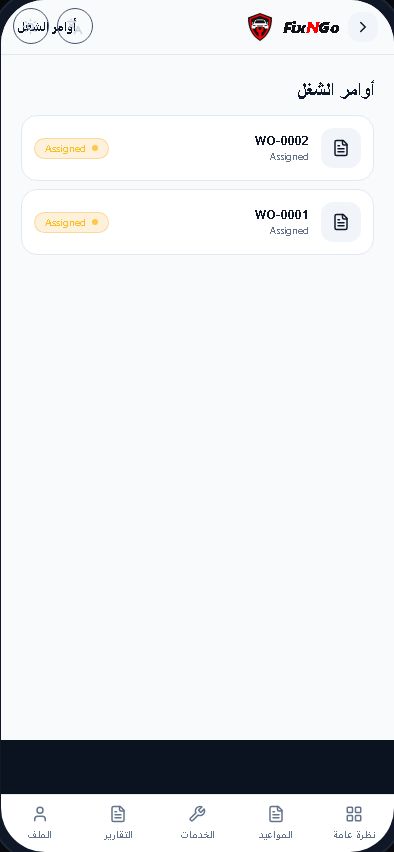 FixNGo
أوامر الشغل
أوامر الشغل
WO-0002
Assigned
Assigned
WO-0001
Assigned
Assigned
نظرة عامة
المواعيد
الخدمات
التقارير
الملف